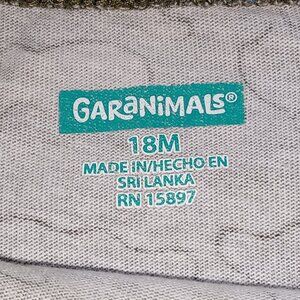 GARANIMALS®
18M
MADE IN/HECHO EN
SRI LANKA
RN 15897